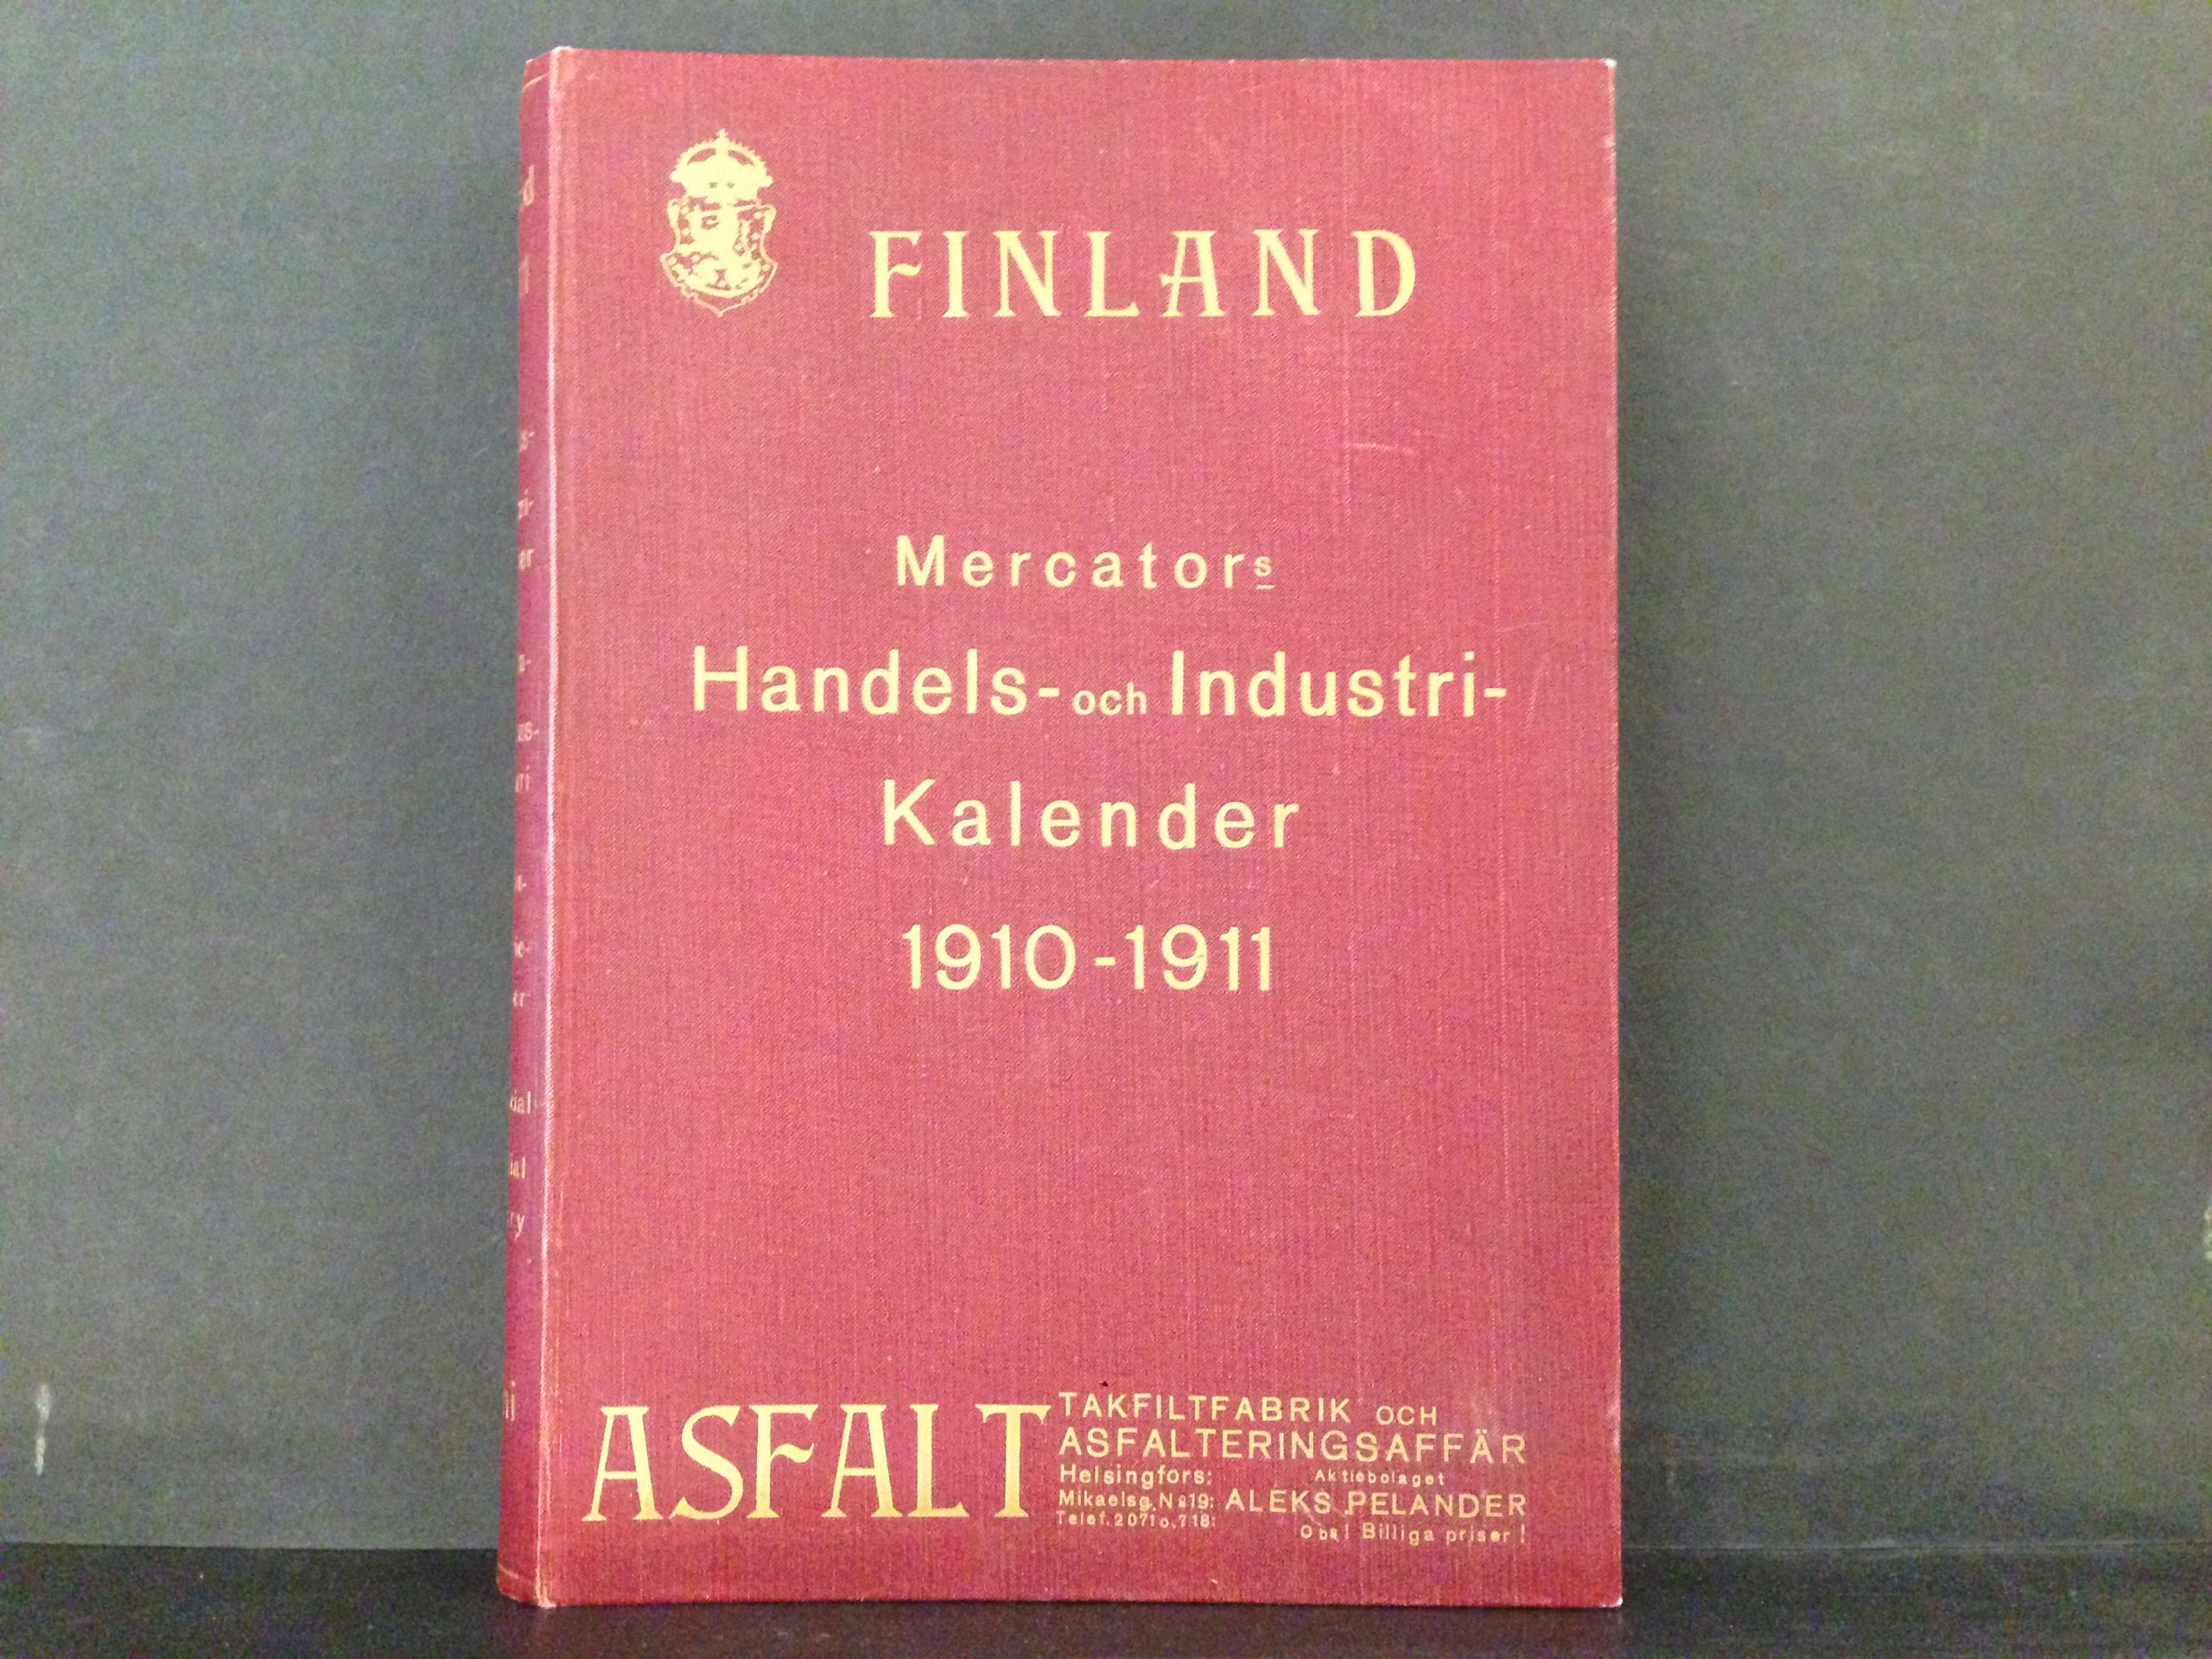 FINLAND
Mercators
Handels- och Industri-
Kalender
1910-1911
ASFALT
TAKFILTFABRIK OCH
ASFALTERINGSAFFÄR
Helsingfors: Aktiebolaget
Mikaelsg. No 19: ALEKS. PELANDER
Telef. 2071 o. 718: Obs! Billiga priser!